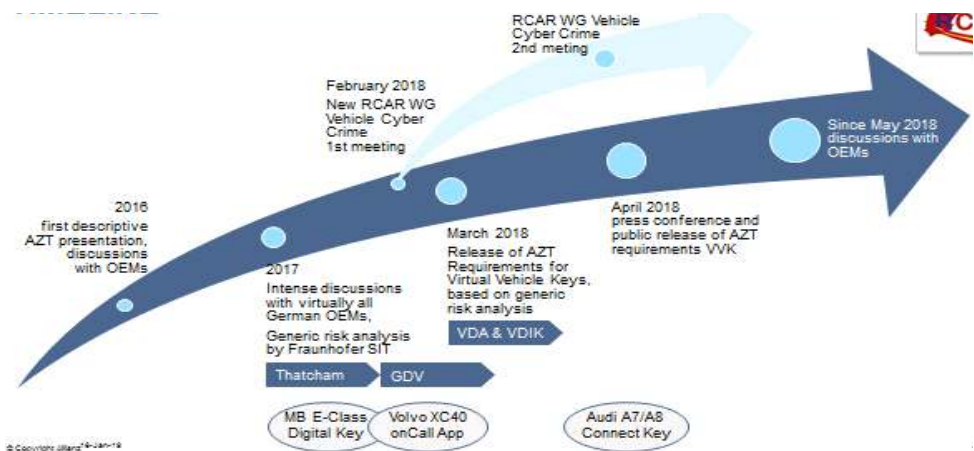 RCAR WG Vehicle
Cyber Crime
2nd meting
February 2018
New RCAR WG
Vehicle Cyber
Crime
1st meeting
Since May 2018
discussions with
OEMs
2016
first descriptive
AZT presentation,
discussions
with OEMs
April 2018
press conference and
public release of AZT
requirements VVK
March 2018
Release of AZT
Requirements for
Virtual Vehicle Keys,
based on generic
risk analysis
2017
Intense discussions
with virtually all
German OEMs,
Generic risk analysis
by Fraunhofer SIT
VDA & VDIK
Thatcham
GDV
MB E-Class
Digital Key
Volvo XC40
onCall App
Audi A7/A8
Connect Key
© Copyright